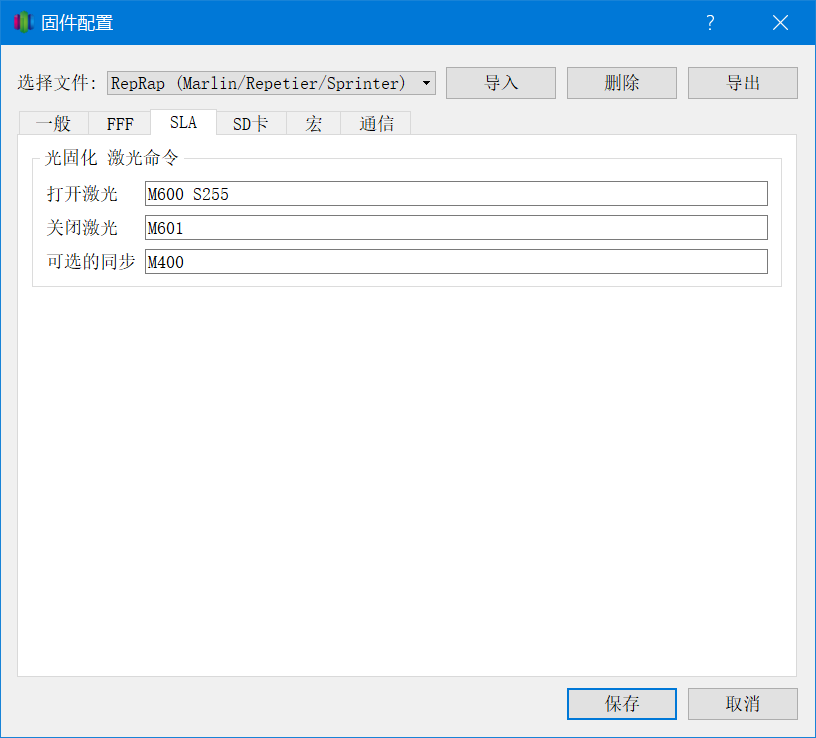 固件配置
选择文件: RepRap (Marlin/Repetier/Sprinter) 导入 删除 导出
一般 FFF SLA SD卡 宏 通信
光固化 激光命令
打开激光 M600 S255
关闭激光 M601
可选的同步 M400
保存 取消